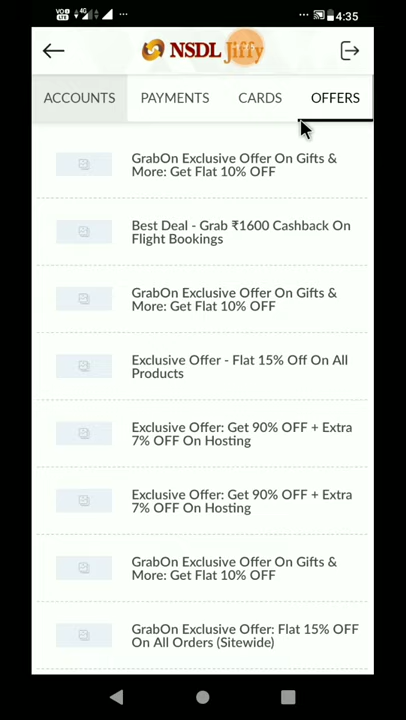 4:35
NSDL Jiffy
ACCOUNTS PAYMENTS CARDS OFFERS
GrabOn Exclusive Offer On Gifts &
More: Get Flat 10% OFF
Best Deal - Grab ₹1600 Cashback On
Flight Bookings
GrabOn Exclusive Offer On Gifts &
More: Get Flat 10% OFF
Exclusive Offer - Flat 15% Off On All
Products
Exclusive Offer: Get 90% OFF + Extra
7% OFF On Hosting
Exclusive Offer: Get 90% OFF + Extra
7% OFF On Hosting
GrabOn Exclusive Offer On Gifts &
More: Get Flat 10% OFF
GrabOn Exclusive Offer: Flat 15% OFF
On All Orders (Sitewide)